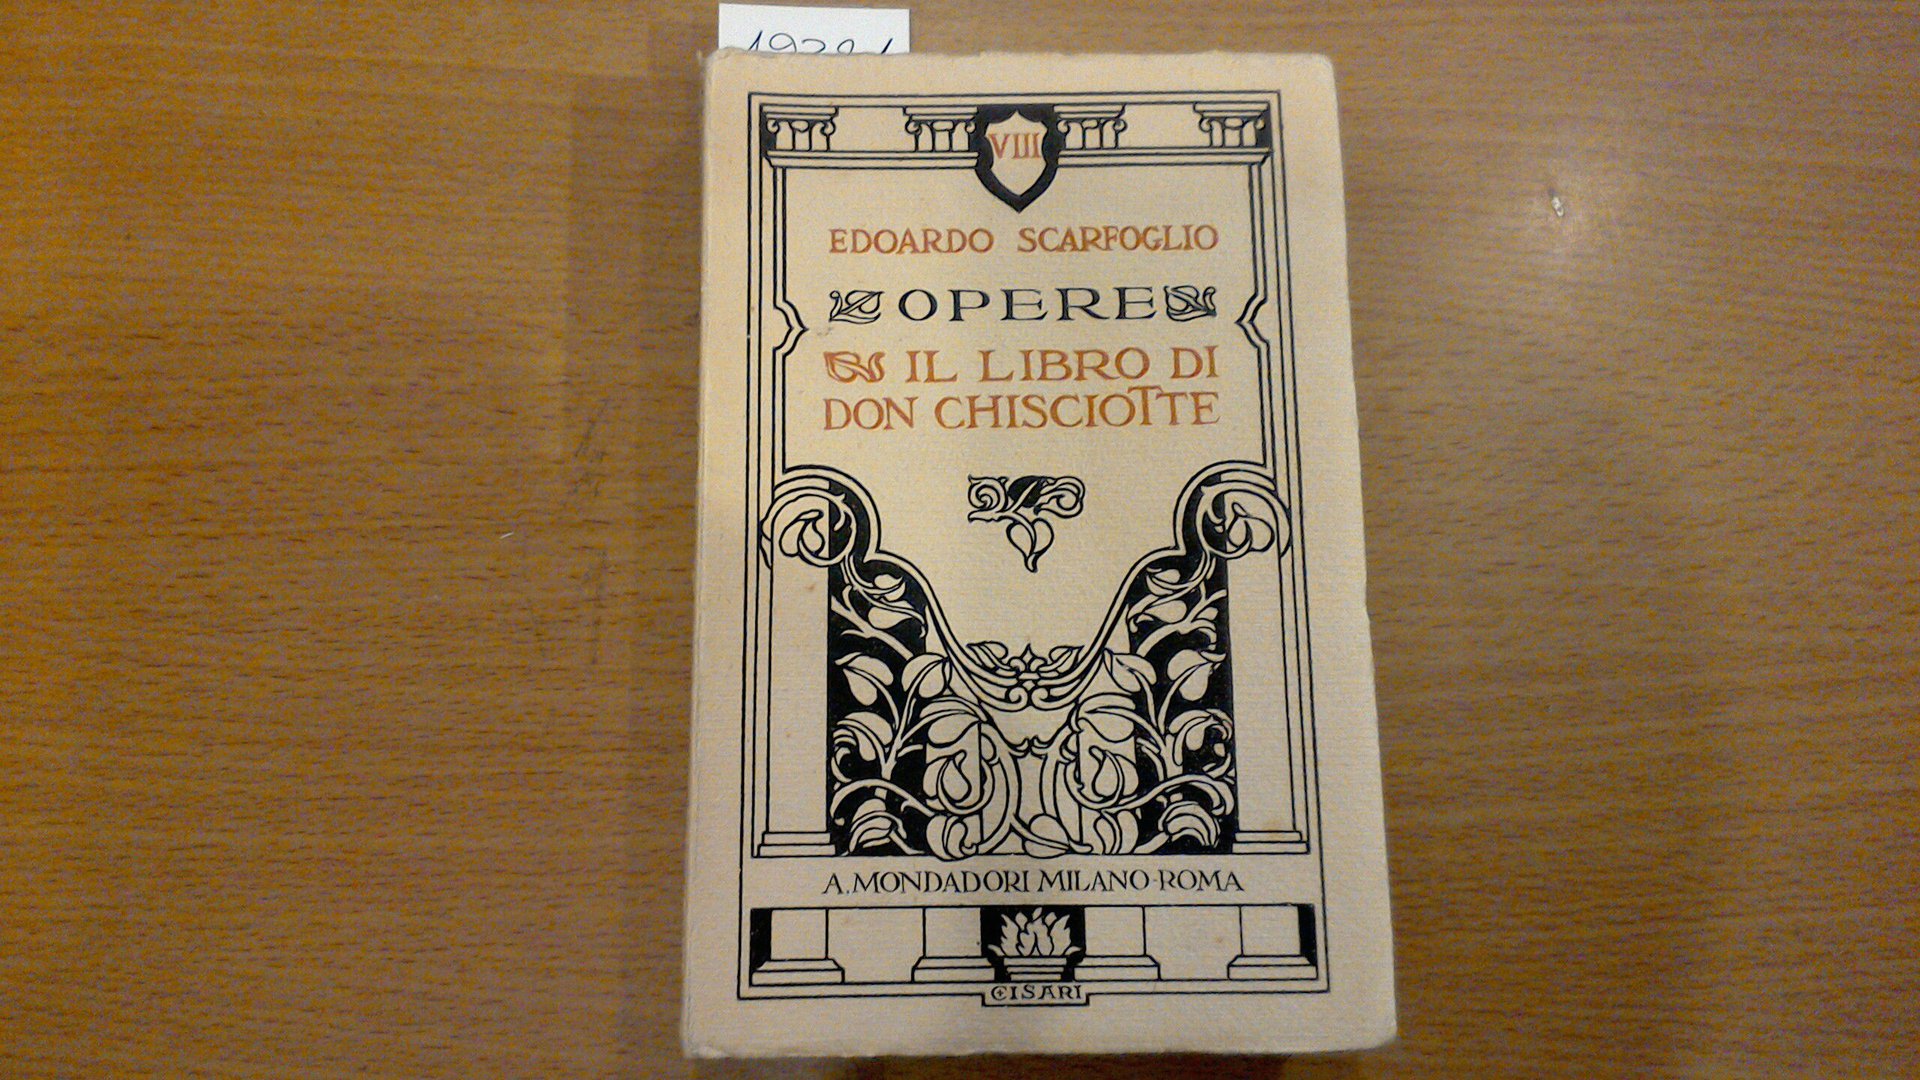 VIII
EDOARDO SCARFOGLIO
OPERE
IL LIBRO DI
DON CHISCIOTTE
A. MONDADORI MILANO-ROMA
CISARI